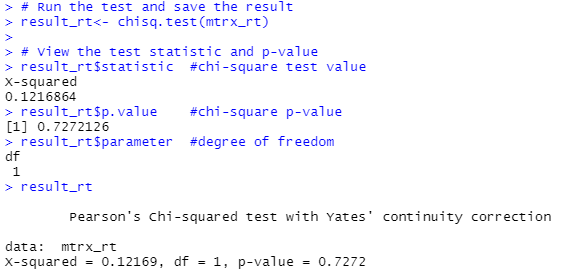 > # Run the test and save the result
> result_rt<- chisq.test(mtrx_rt)
>
> # View the test statistic and p-value
> result_rt$statistic  #chi-square test value
X-squared
0.1216864
> result_rt$p.value    #chi-square p-value
[1] 0.7272126
> result_rt$parameter  #degree of freedom
df
 1
> result_rt

        Pearson's Chi-squared test with Yates' continuity correction

data:  mtrx_rt
X-squared = 0.12169, df = 1, p-value = 0.7272